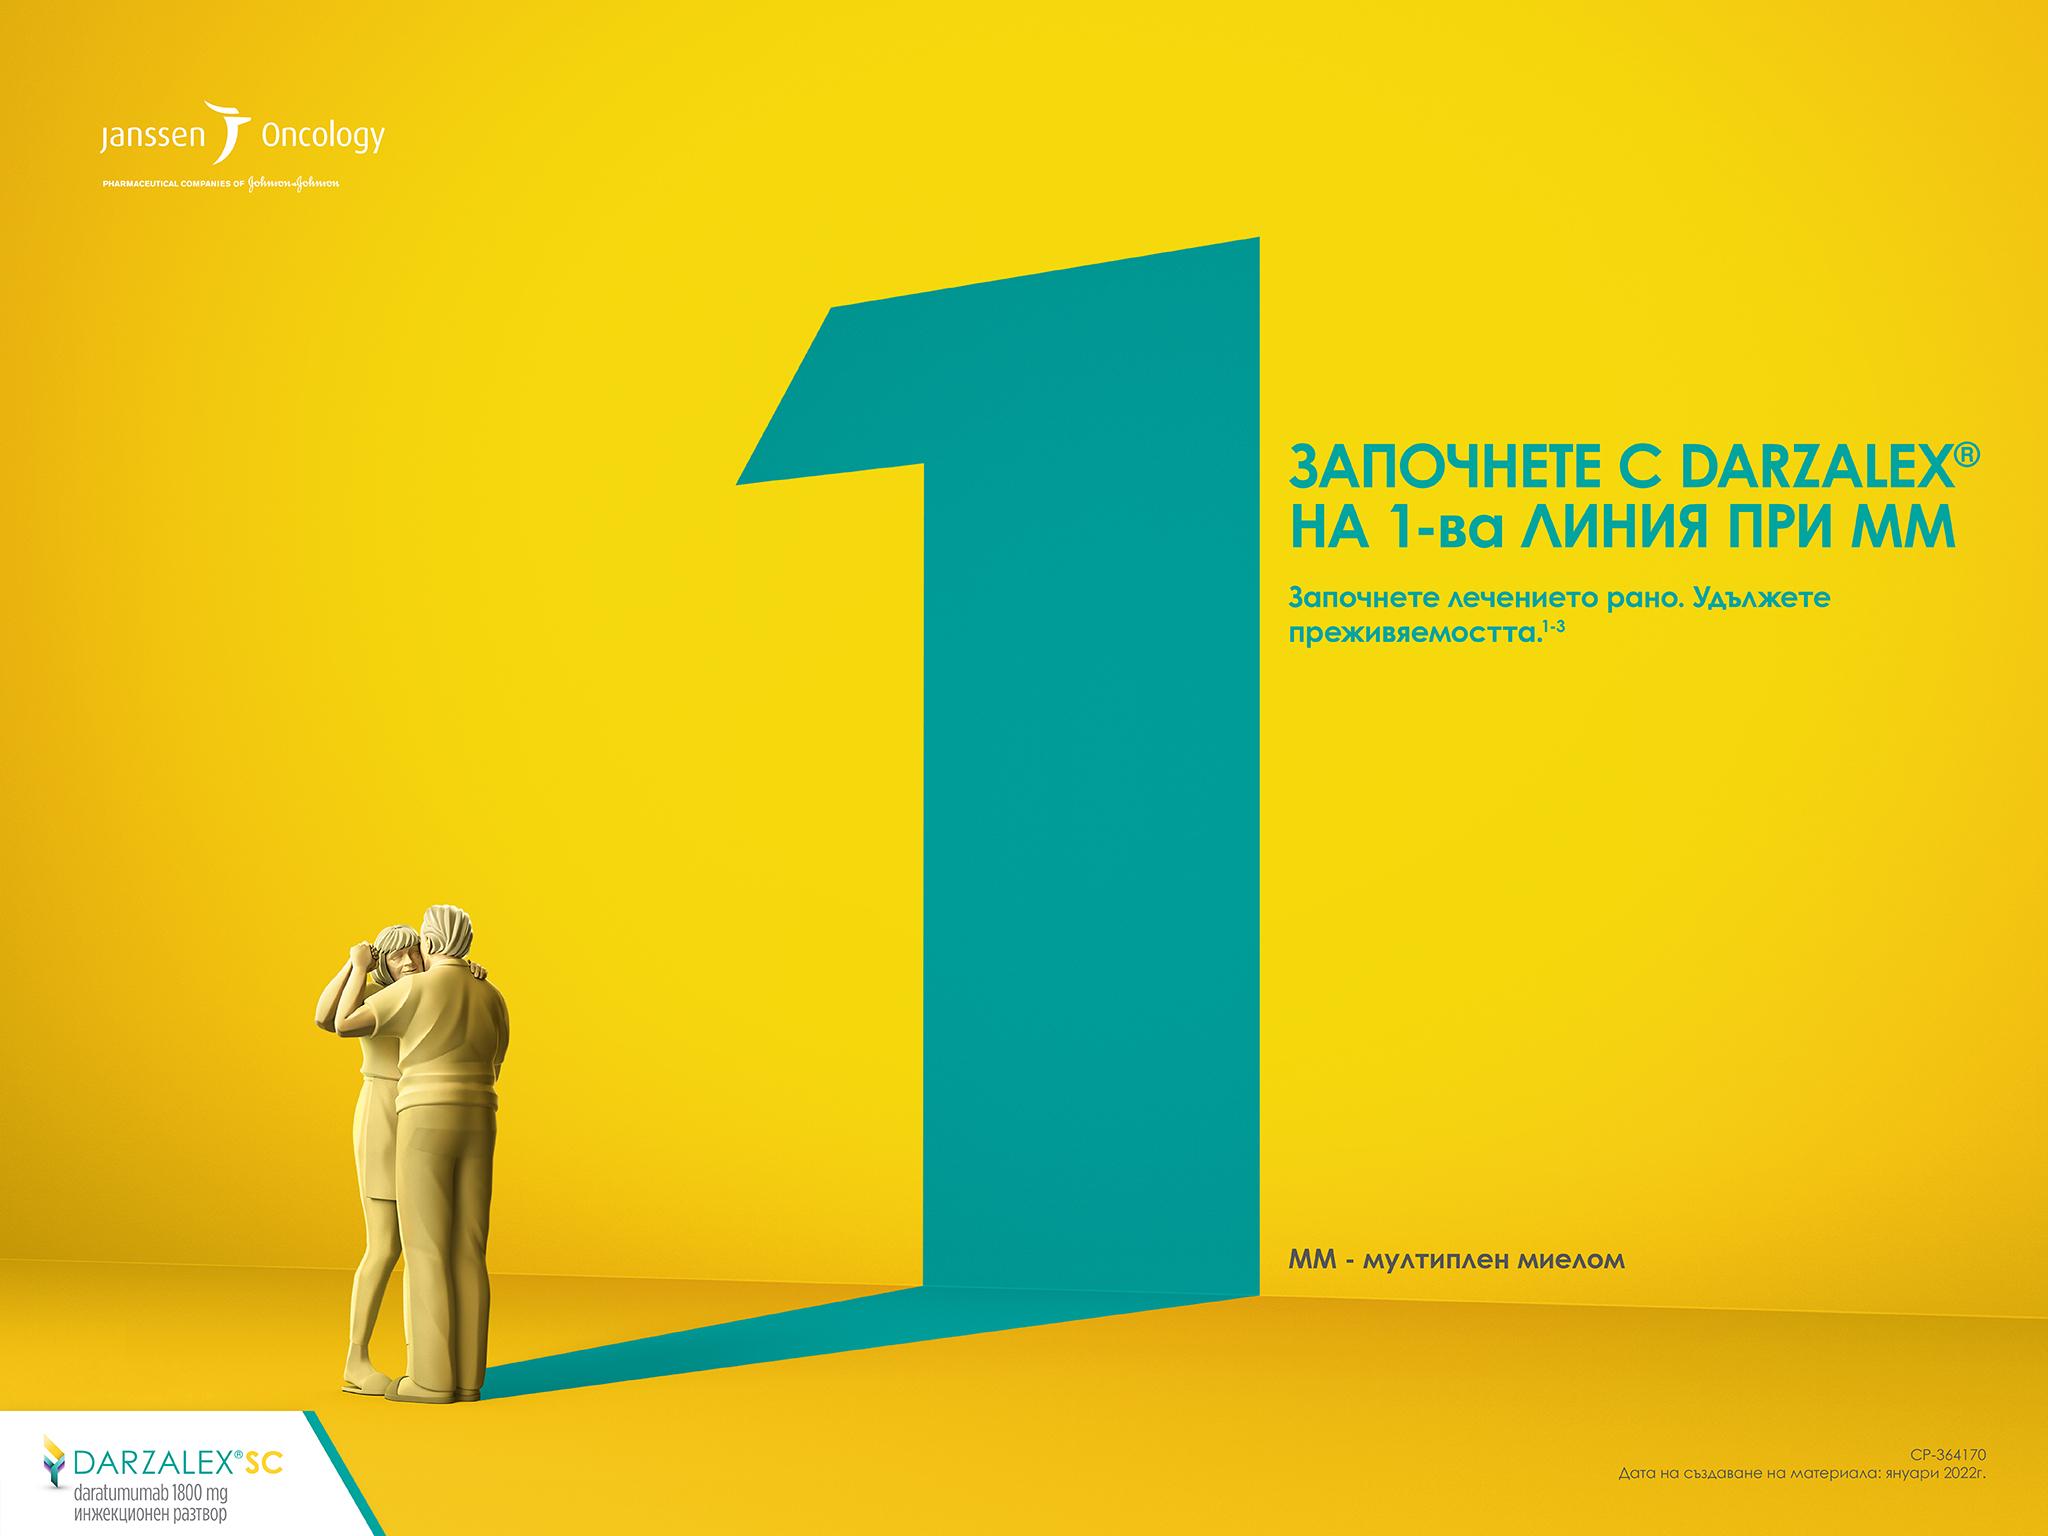 Janssen Oncology
PHARMACEUTICAL COMPANIES OF Johnson & Johnson
ЗАПОЧНЕТЕ С DARZALEX®
НА 1-ва ЛИНИЯ ПРИ ММ
Започнете лечението рано. Удължете
преживяемостта.¹⁻³
1
ММ - мултиплен миелом
DARZALEX® SC
daratumumab 1800 mg
инжекционен разтвор
CP-364170
Дата на създаване на материала: януари 2022г.